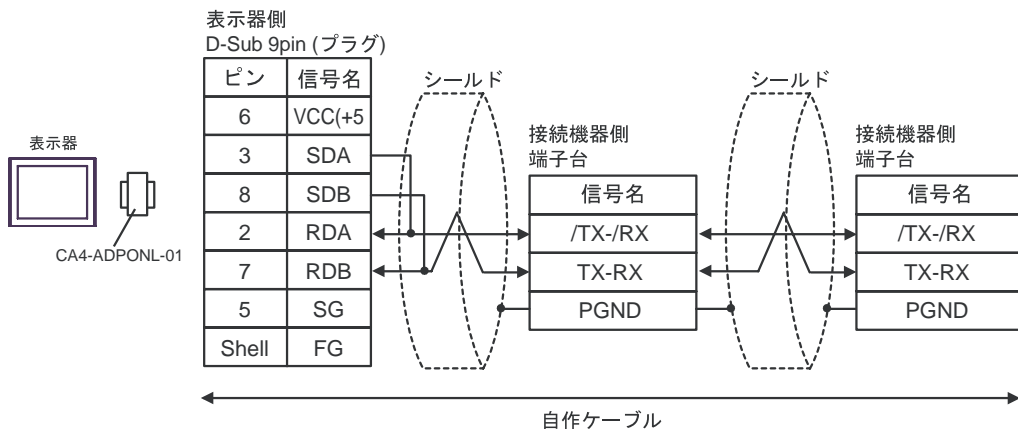 表示器側
D-Sub 9pin (プラグ)
ピン 信号名
6 VCC(+5
3 SDA
8 SDB
2 RDA
7 RDB
5 SG
Shell FG
表示器
CA4-ADPONL-01
シールド
接続機器側
端子台
信号名
/TX-/RX
TX-RX
PGND
シールド
接続機器側
端子台
信号名
/TX-/RX
TX-RX
PGND
自作ケーブル